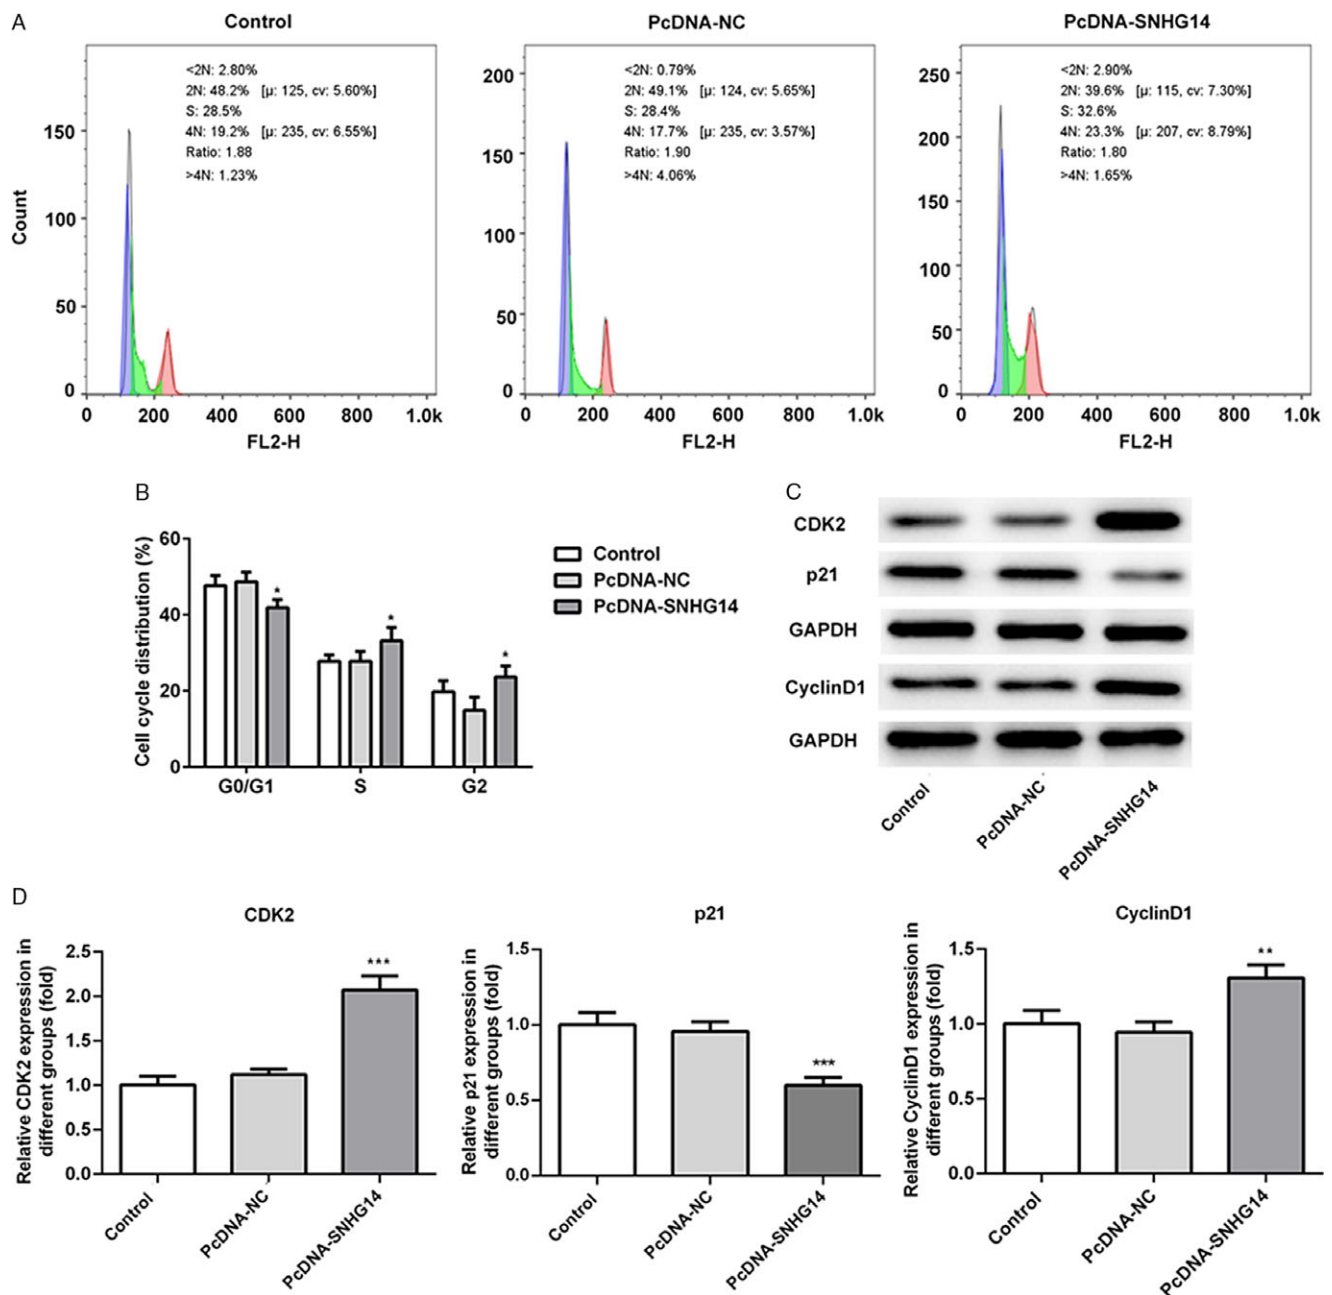 A
Control
PcDNA-NC
PcDNA-SNHG14
Count
150
100
50
0
<2N: 2.80%
2N: 48.2% [µ: 125, cv: 5.60%]
S: 28.5%
4N: 19.2% [µ: 235, cv: 6.55%]
Ratio: 1.88
>4N: 1.23%
0 200 400 600 800 1.0k
FL2-H
200
150
100
50
0
<2N: 0.79%
2N: 49.1% [µ: 124, cv: 5.65%]
S: 28.4%
4N: 17.7% [µ: 235, cv: 3.57%]
Ratio: 1.90
>4N: 4.06%
0 200 400 600 800 1.0k
FL2-H
250
200
150
100
50
0
<2N: 2.90%
2N: 39.6% [µ: 115, cv: 7.30%]
S: 32.6%
4N: 23.3% [µ: 207, cv: 8.79%]
Ratio: 1.80
>4N: 1.65%
0 200 400 600 800 1.0k
FL2-H
B
Cell cycle distribution (%)
60
40
20
0
*
*
*
G0/G1 S G2
Control
PcDNA-NC
PcDNA-SNHG14
C
CDK2
p21
GAPDH
CyclinD1
GAPDH
Control
PcDNA-NC
PcDNA-SNHG14
D
CDK2
Relative CDK2 expression in
different groups (fold)
2.5
2.0
1.5
1.0
0.5
0.0
***
Control
PcDNA-NC
PcDNA-SNHG14
p21
Relative p21 expression in
different groups (fold)
1.5
1.0
0.5
0.0
***
Control
PcDNA-NC
PcDNA-SNHG14
CyclinD1
Relative CyclinD1 expression in
different groups (fold)
1.5
1.0
0.5
0.0
**
Control
PcDNA-NC
PcDNA-SNHG14